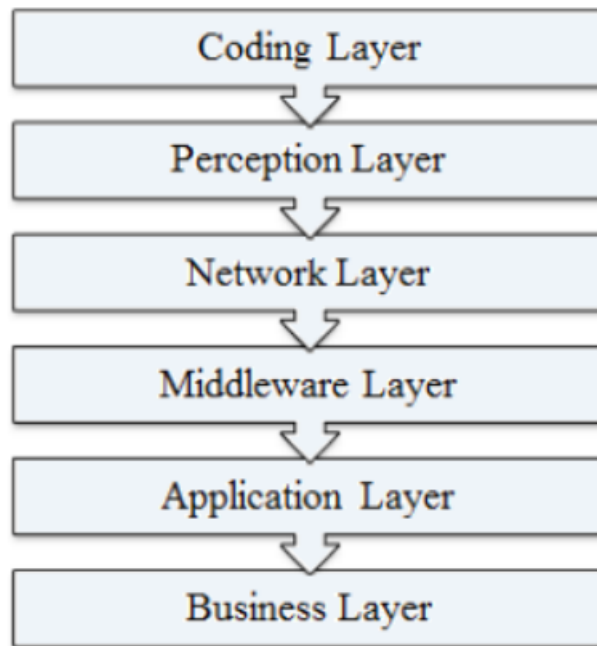 Coding Layer
Perception Layer
Network Layer
Middleware Layer
Application Layer
Business Layer